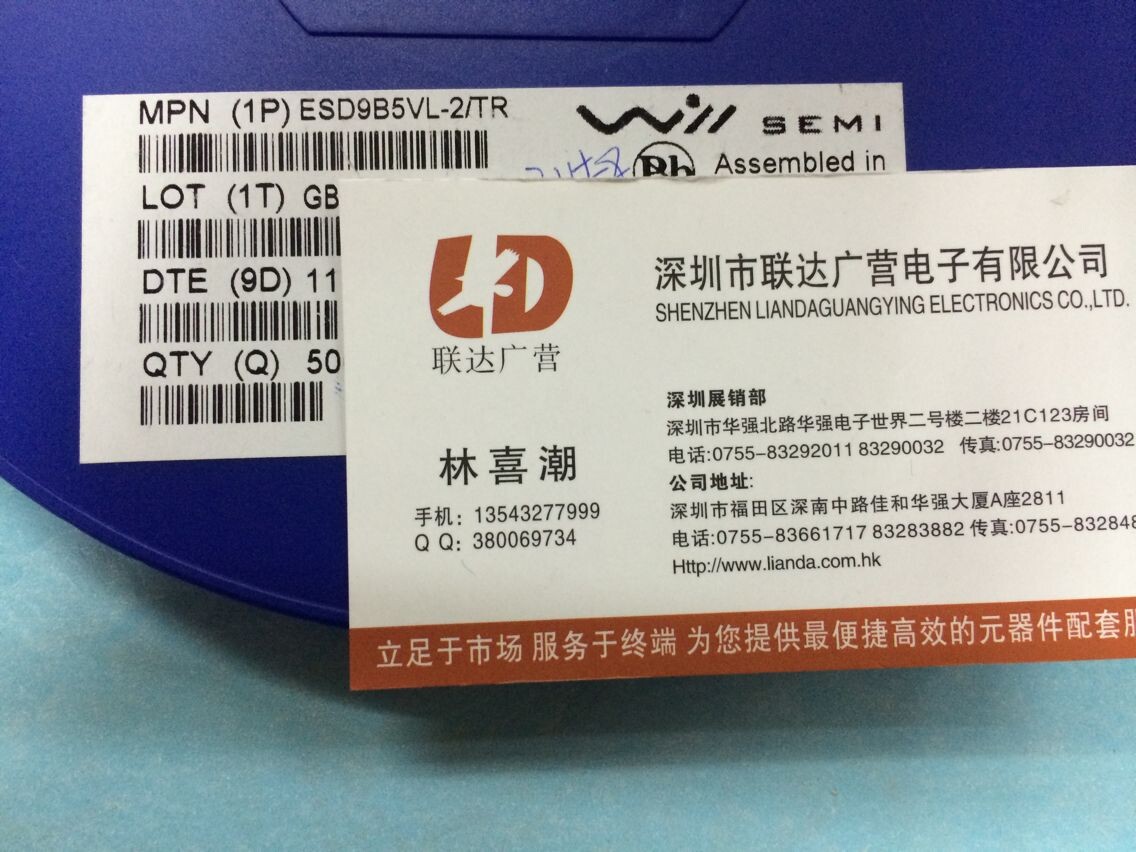 MPN (1P) ESD9B5VL-2/TR
Will SEMI
Pb
Assembled in
LOT (1T) GB
DTE (9D) 11
QTY (Q) 50
LD
联达广营
深圳市联达广营电子有限公司
SHENZHEN LIANDAGUANGYING ELECTRONICS CO.,LTD.
林喜潮
手机：13543277999
Q Q：380069734
深圳展销部
深圳市华强北路华强电子世界二号楼二楼21C123房间
电话:0755-83292011 83290032 传真:0755-83290032
公司地址:
深圳市福田区深南中路佳和华强大厦A座2811
电话:0755-83661717 83283882 传真:0755-83284
Http://www.lianda.com.hk
立足于市场 服务于终端 为您提供最便捷高效的元器件配套